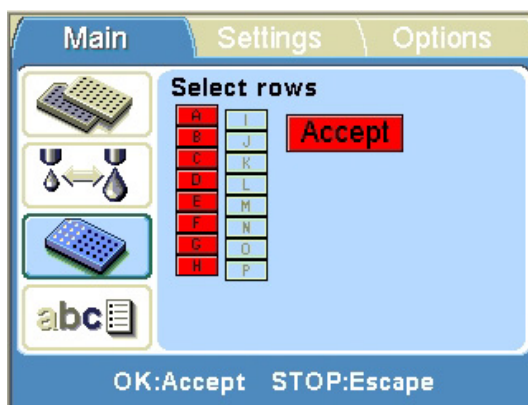 Main Settings Options
Select rows
A I
B J
C K
D L
E M
F N
G O
H P
Accept
abc
OK:Accept STOP:Escape